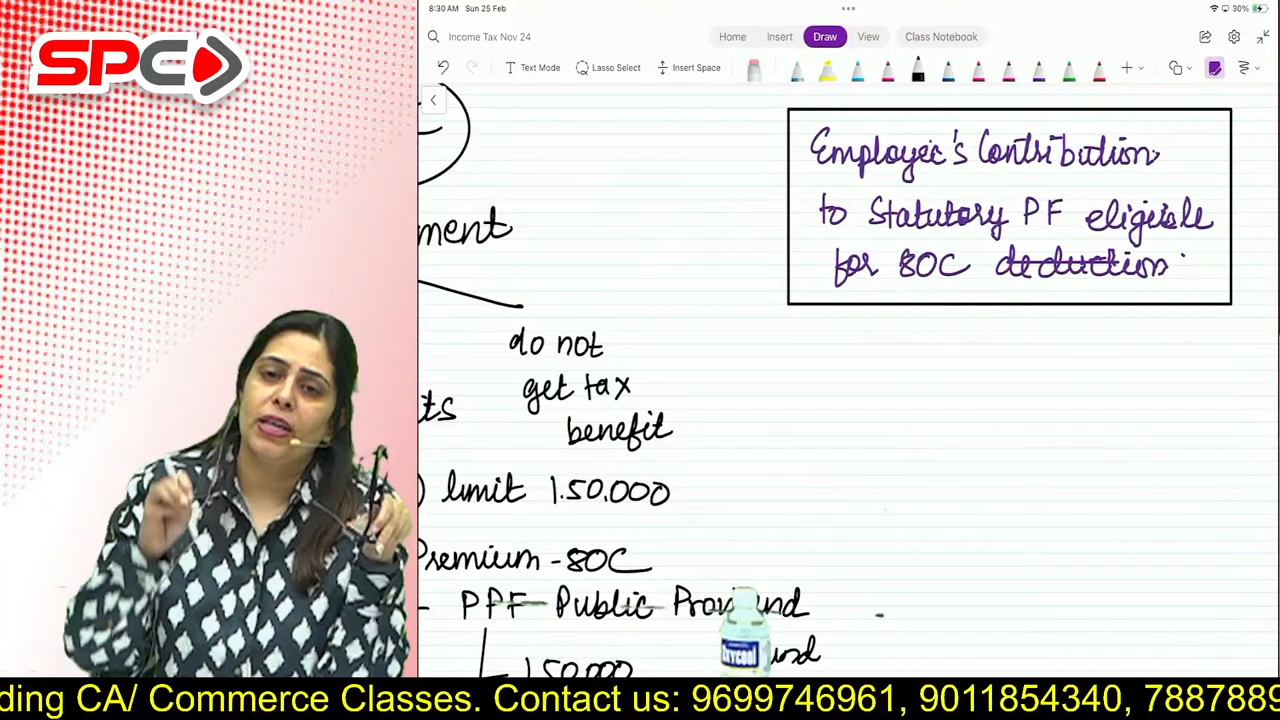 SPC
8:30 AM Sun 25 Feb
30%
Income Tax Nov 24
Home Insert Draw View Class Notebook
Text Mode Lasso Select Insert Space
Employee's Contribution
to Statutory PF eligible
for 80C deduction
ment
do not
get tax
benefit
ts
) limit 1.50.000
Premium - 80C
- PPF - Public Provi und
und
1.50.000
ding CA/ Commerce Classes. Contact us: 9699746961, 9011854340, 7887889